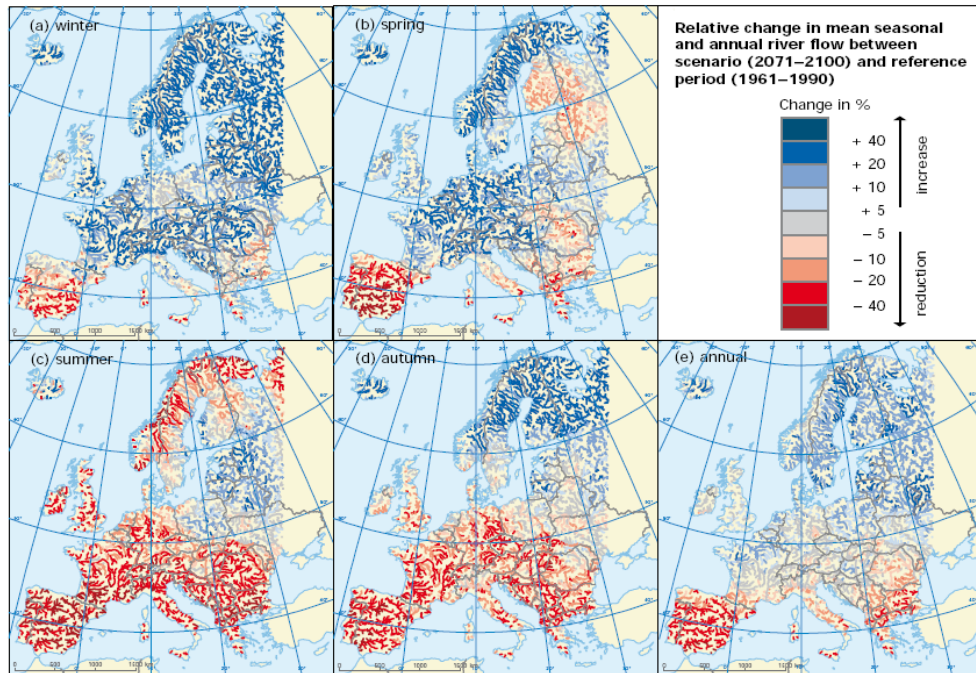 (a) winter
(b) spring
Relative change in mean seasonal
and annual river flow between
scenario (2071–2100) and reference
period (1961–1990)
Change in %
+ 40
+ 20
+ 10
+ 5
– 5
– 10
– 20
– 40
increase
reduction
(c) summer
(d) autumn
(e) annual